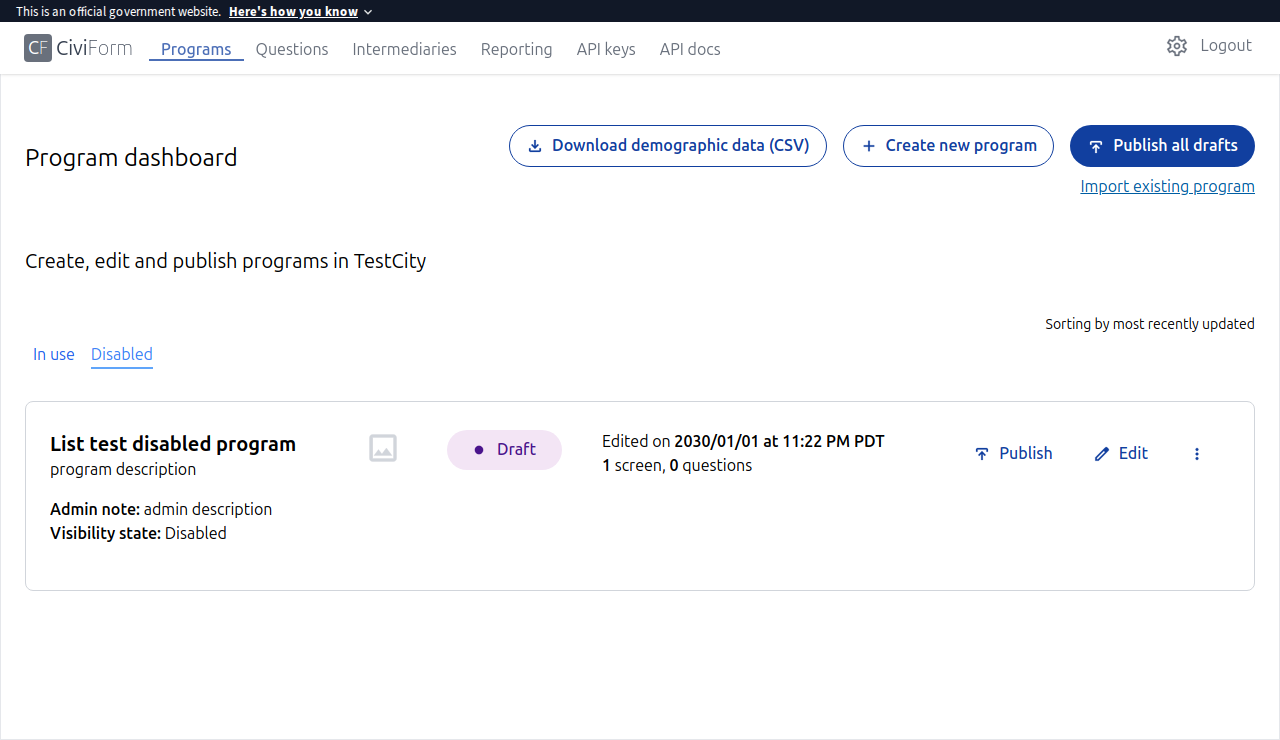 This is an official government website. Here's how you know
CF CiviForm Programs Questions Intermediaries Reporting API keys API docs Logout
Program dashboard
Download demographic data (CSV)
Create new program
Publish all drafts
Import existing program
Create, edit and publish programs in TestCity
Sorting by most recently updated
In use Disabled
List test disabled program
program description
Admin note: admin description
Visibility state: Disabled
Draft
Edited on 2030/01/01 at 11:22 PM PDT
1 screen, 0 questions
Publish
Edit